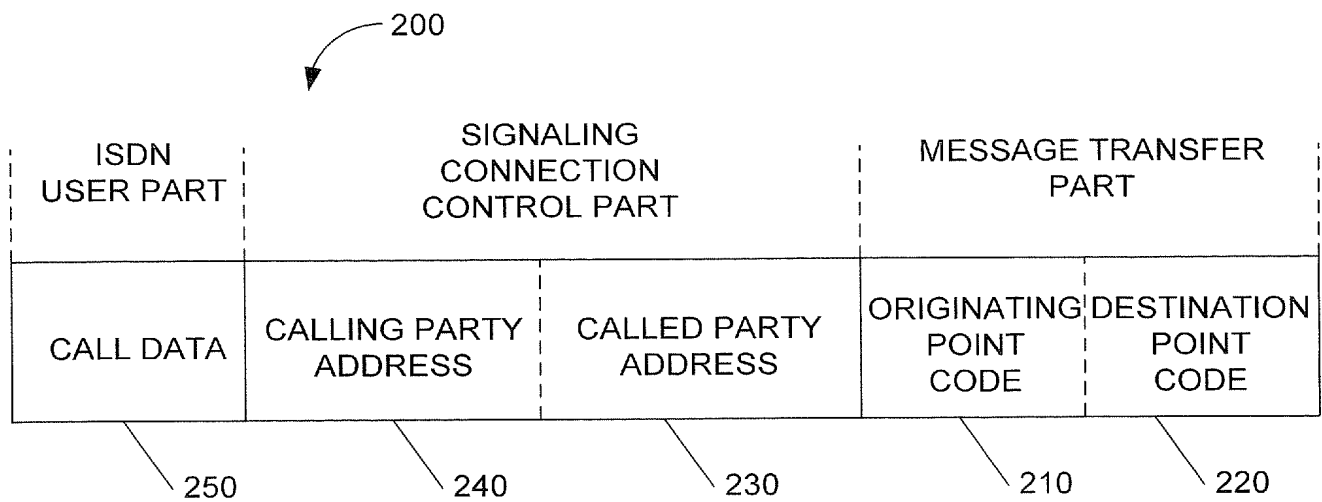 200
ISDN
USER PART
SIGNALING
CONNECTION
CONTROL PART
MESSAGE TRANSFER
PART
CALL DATA
CALLING PARTY
ADDRESS
CALLED PARTY
ADDRESS
ORIGINATING
POINT
CODE
DESTINATION
POINT
CODE
250
240
230
210
220